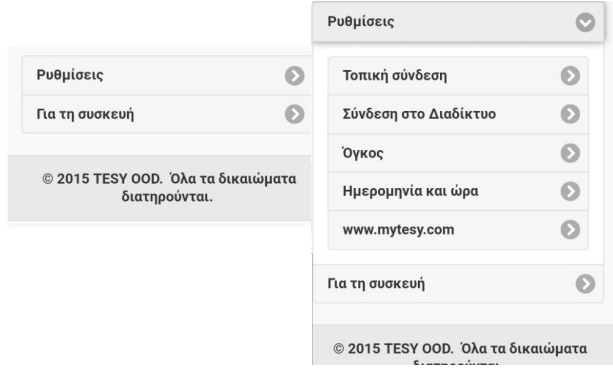 Ρυθμίσεις
Για τη συσκευή
© 2015 TESY OOD. Όλα τα δικαιώματα
διατηρούνται.
Ρυθμίσεις
Τοπική σύνδεση
Σύνδεση στο Διαδίκτυο
Όγκος
Ημερομηνία και ώρα
www.mytesy.com
Για τη συσκευή
© 2015 TESY OOD. Όλα τα δικαιώματα